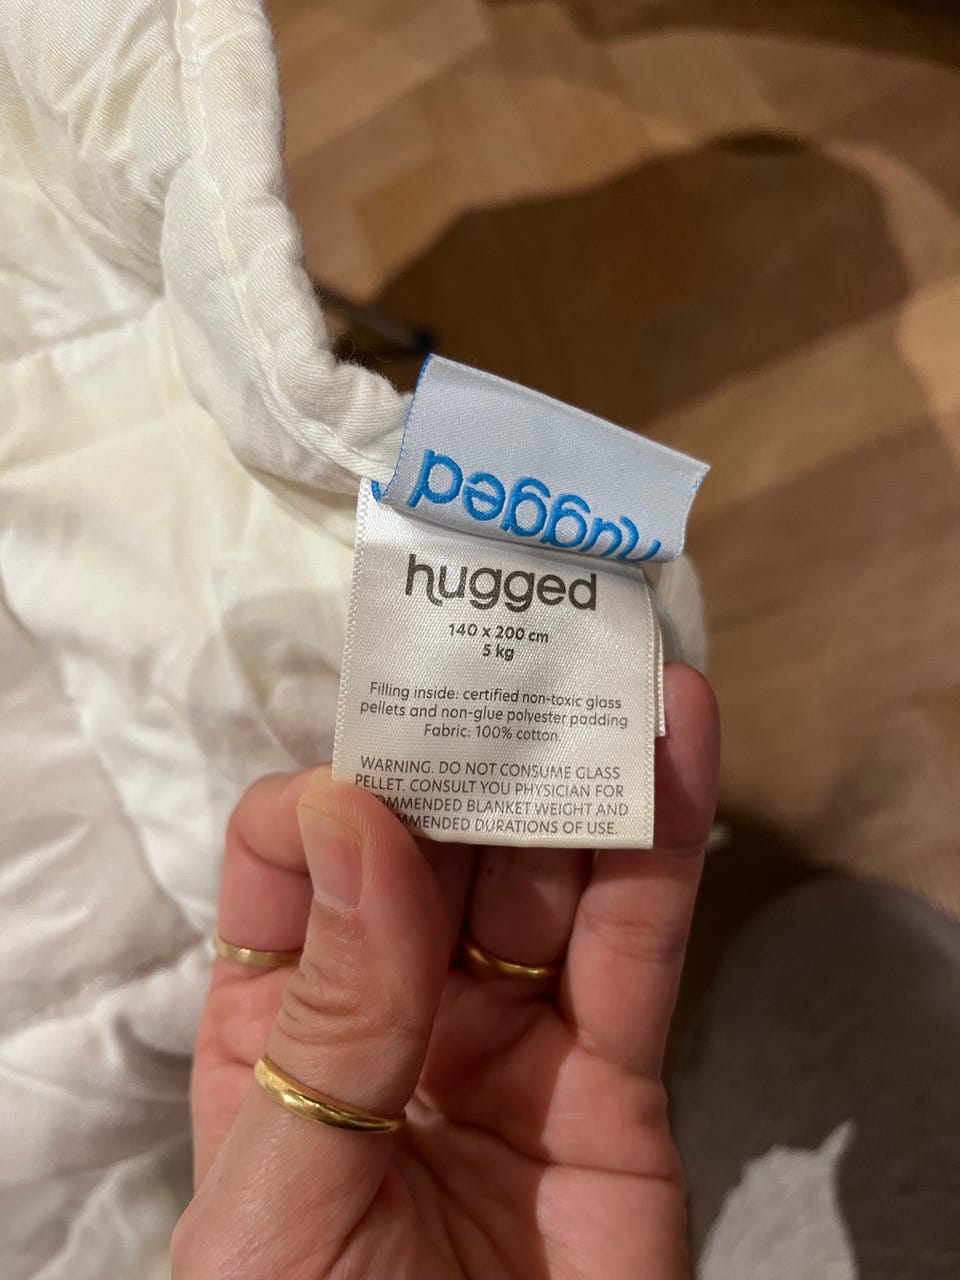 hugged
hugged
140 x 200 cm
5 kg
Filling inside: certified non-toxic glass
pellets and non-glue polyester padding
Fabric: 100% cotton.
WARNING. DO NOT CONSUME GLASS
PELLET. CONSULT YOU PHYSICIAN FOR
OMMENDED BLANKET WEIGHT AND
MMENDED DURATIONS OF USE.